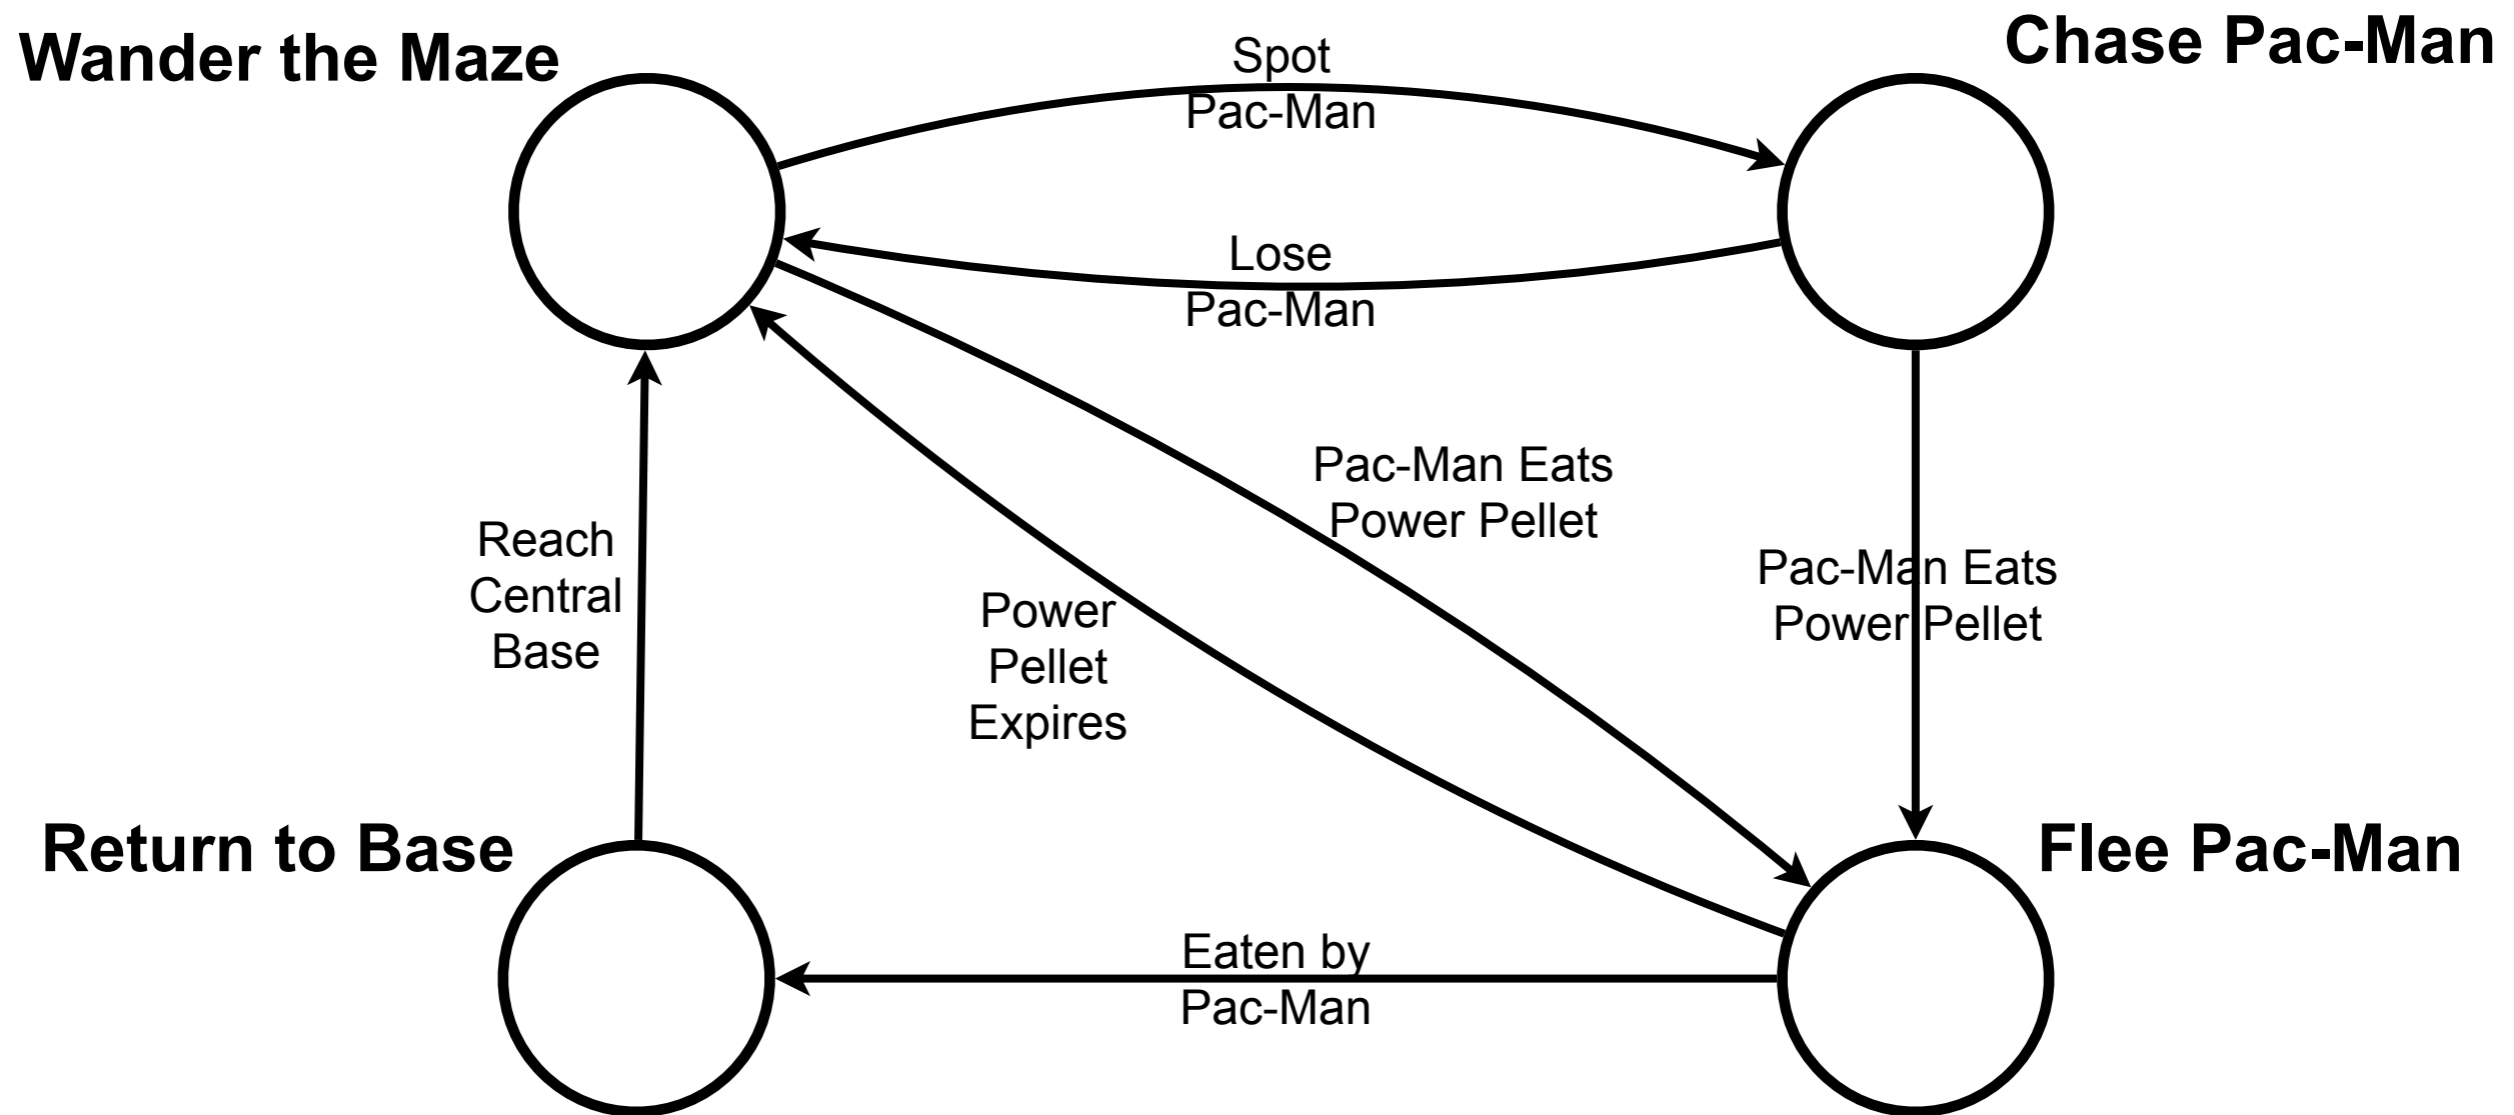 Wander the Maze
Spot
Pac-Man
Chase Pac-Man
Lose
Pac-Man
Pac-Man Eats
Power Pellet
Pac-Man Eats
Power Pellet
Reach
Central
Base
Power
Pellet
Expires
Return to Base
Flee Pac-Man
Eaten by
Pac-Man